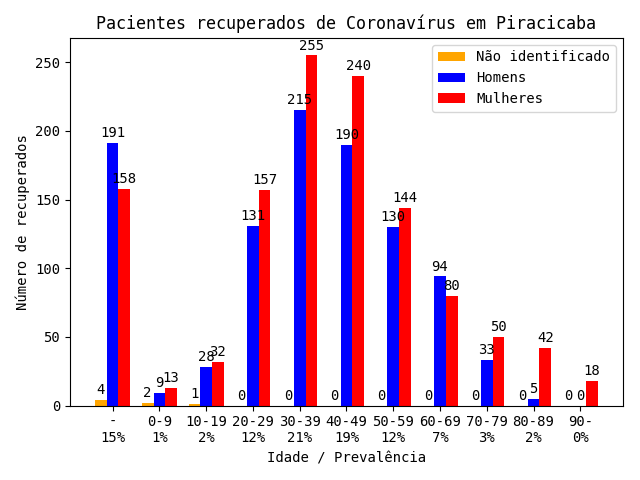 Pacientes recuperados de Coronavírus em Piracicaba
Não identificado
Homens
Mulheres
Número de recuperados
250
200
150
100
50
0
4 191 158
2 9 13
1 28 32
0 131 157
0 215 255
0 190 240
0 130 144
0 94 80
0 33 50
0 5 42
0 0 18
- 0-9 10-19 20-29 30-39 40-49 50-59 60-69 70-79 80-89 90-
15% 1% 2% 12% 21% 19% 12% 7% 3% 2% 0%
Idade / Prevalência